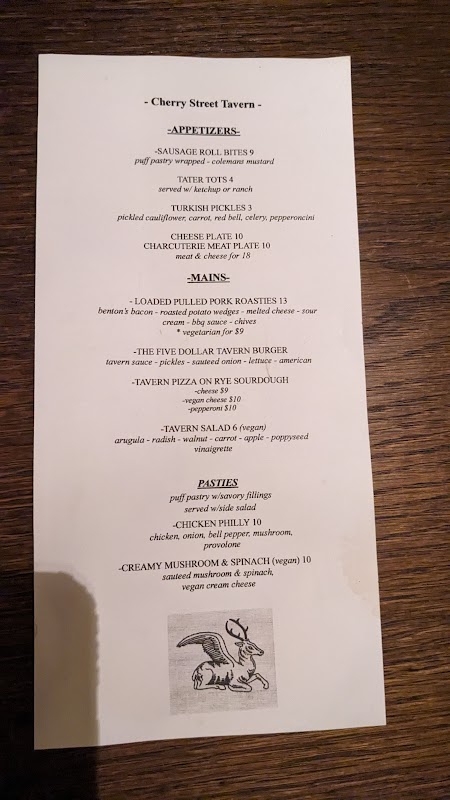 - Cherry Street Tavern -
-APPETIZERS-
-SAUSAGE ROLL BITES 9
puff pastry wrapped - colemans mustard
TATER TOTS 4
served w/ ketchup or ranch
TURKISH PICKLES 3
pickled cauliflower, carrot, red bell, celery, pepperoncini
CHEESE PLATE 10
CHARCUTERIE MEAT PLATE 10
meat & cheese for 18
-MAINS-
- LOADED PULLED PORK ROASTIES 13
benton's bacon - roasted potato wedges - melted cheese - sour
cream - bbq sauce - chives
* vegetarian for $9
-THE FIVE DOLLAR TAVERN BURGER
tavern sauce - pickles - sauteed onion - lettuce - american
-TAVERN PIZZA ON RYE SOURDOUGH
-cheese $9
-vegan cheese $10
-pepperoni $10
-TAVERN SALAD 6 (vegan)
arugula - radish - walnut - carrot - apple - poppyseed
vinaigrette
PASTIES
puff pastry w/savory fillings
served w/side salad
-CHICKEN PHILLY 10
chicken, onion, bell pepper, mushroom,
provolone
-CREAMY MUSHROOM & SPINACH (vegan) 10
sauteed mushroom & spinach,
vegan cream cheese